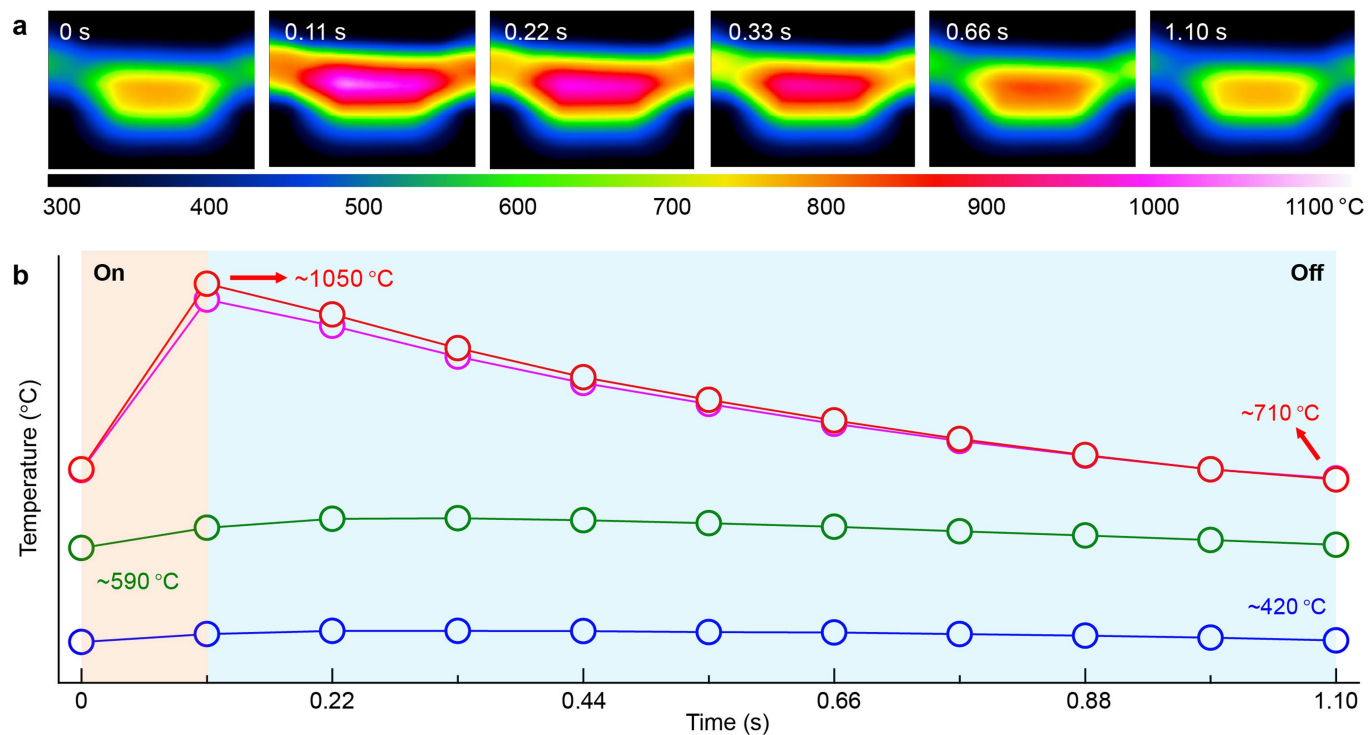 a
0 s
0.11 s
0.22 s
0.33 s
0.66 s
1.10 s
300 400 500 600 700 800 900 1000 1100 °C
b
On
Off
~1050 °C
~710 °C
~590 °C
~420 °C
Temperature (°C)
0 0.22 0.44 0.66 0.88 1.10
Time (s)